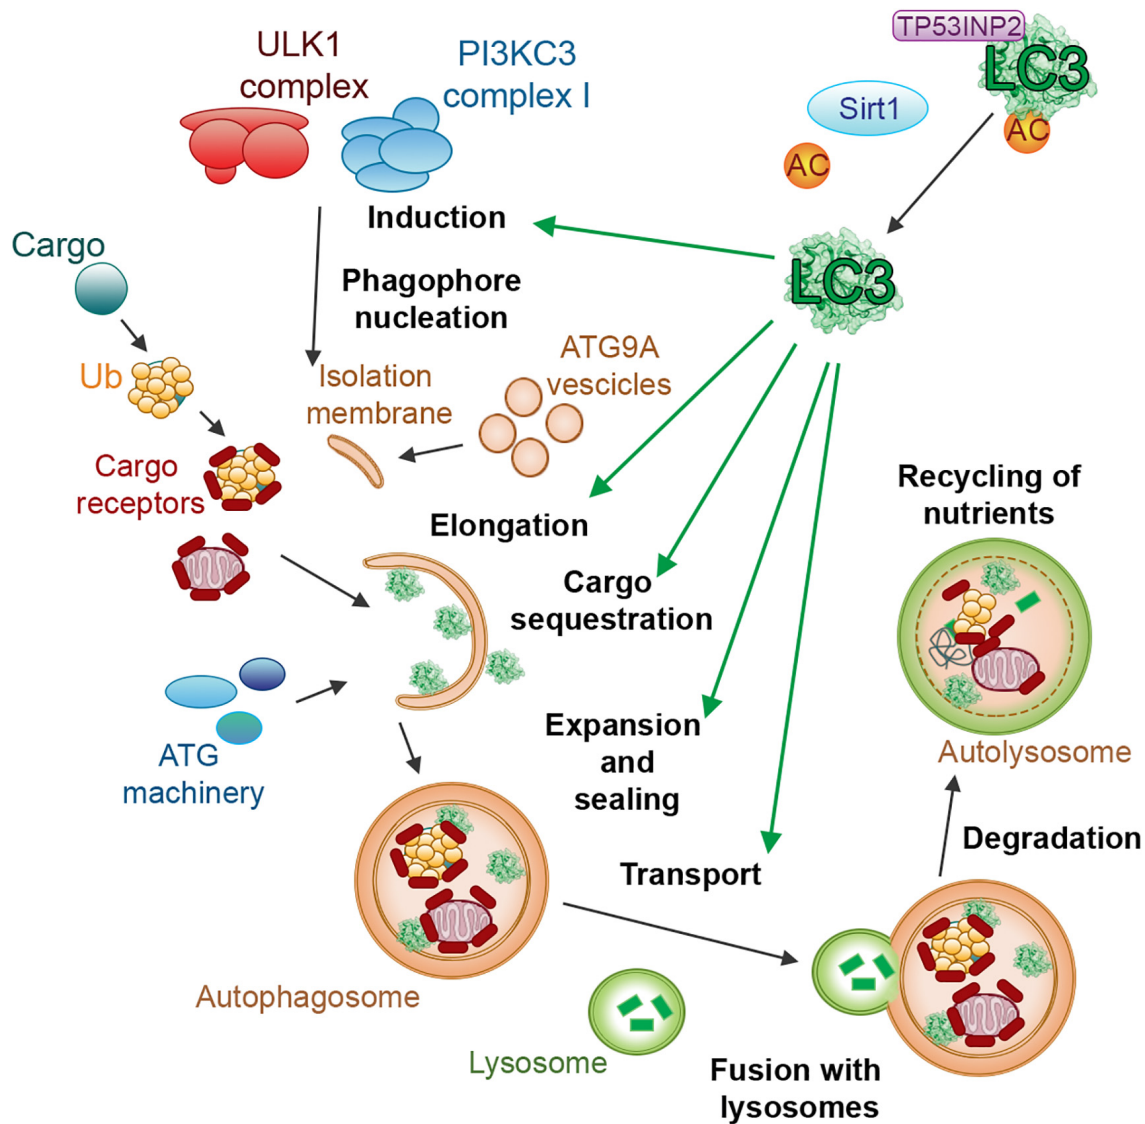 ULK1
complex
PI3KC3
complex I
TP53INP2
LC3
AC
Sirt1
AC
Induction
LC3
Cargo
Phagophore
nucleation
Ub
Isolation
membrane
ATG9A
vescicles
Cargo
receptors
Elongation
Recycling of
nutrients
Cargo
sequestration
ATG
machinery
Expansion
and
sealing
Autolysosome
Degradation
Transport
Autophagosome
Lysosome
Fusion with
lysosomes